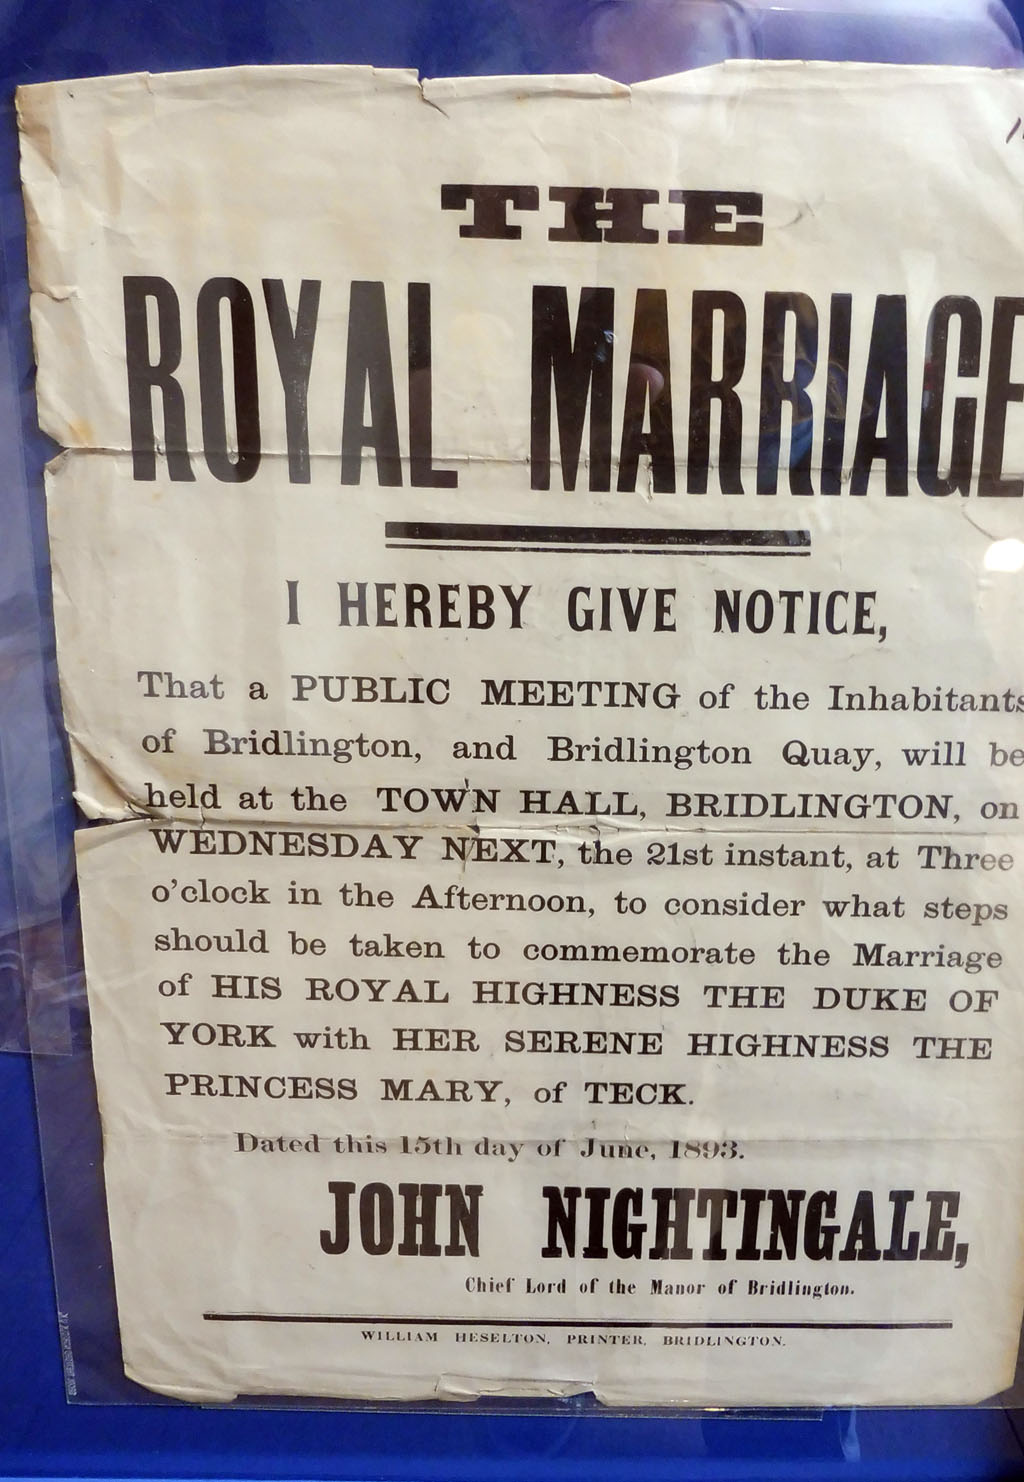 THE
ROYAL MARRIAGE
I HEREBY GIVE NOTICE,
That a PUBLIC MEETING of the Inhabitants
of Bridlington, and Bridlington Quay, will be
held at the TOWN HALL, BRIDLINGTON, on
WEDNESDAY NEXT, the 21st instant, at Three
o'clock in the Afternoon, to consider what steps
should be taken to commemorate the Marriage
of HIS ROYAL HIGHNESS THE DUKE OF
YORK with HER SERENE HIGHNESS THE
PRINCESS MARY, of TECK.
Dated this 15th day of June, 1893.
JOHN NIGHTINGALE,
Chief Lord of the Manor of Bridlington.
WILLIAM HESELTON, PRINTER, BRIDLINGTON.